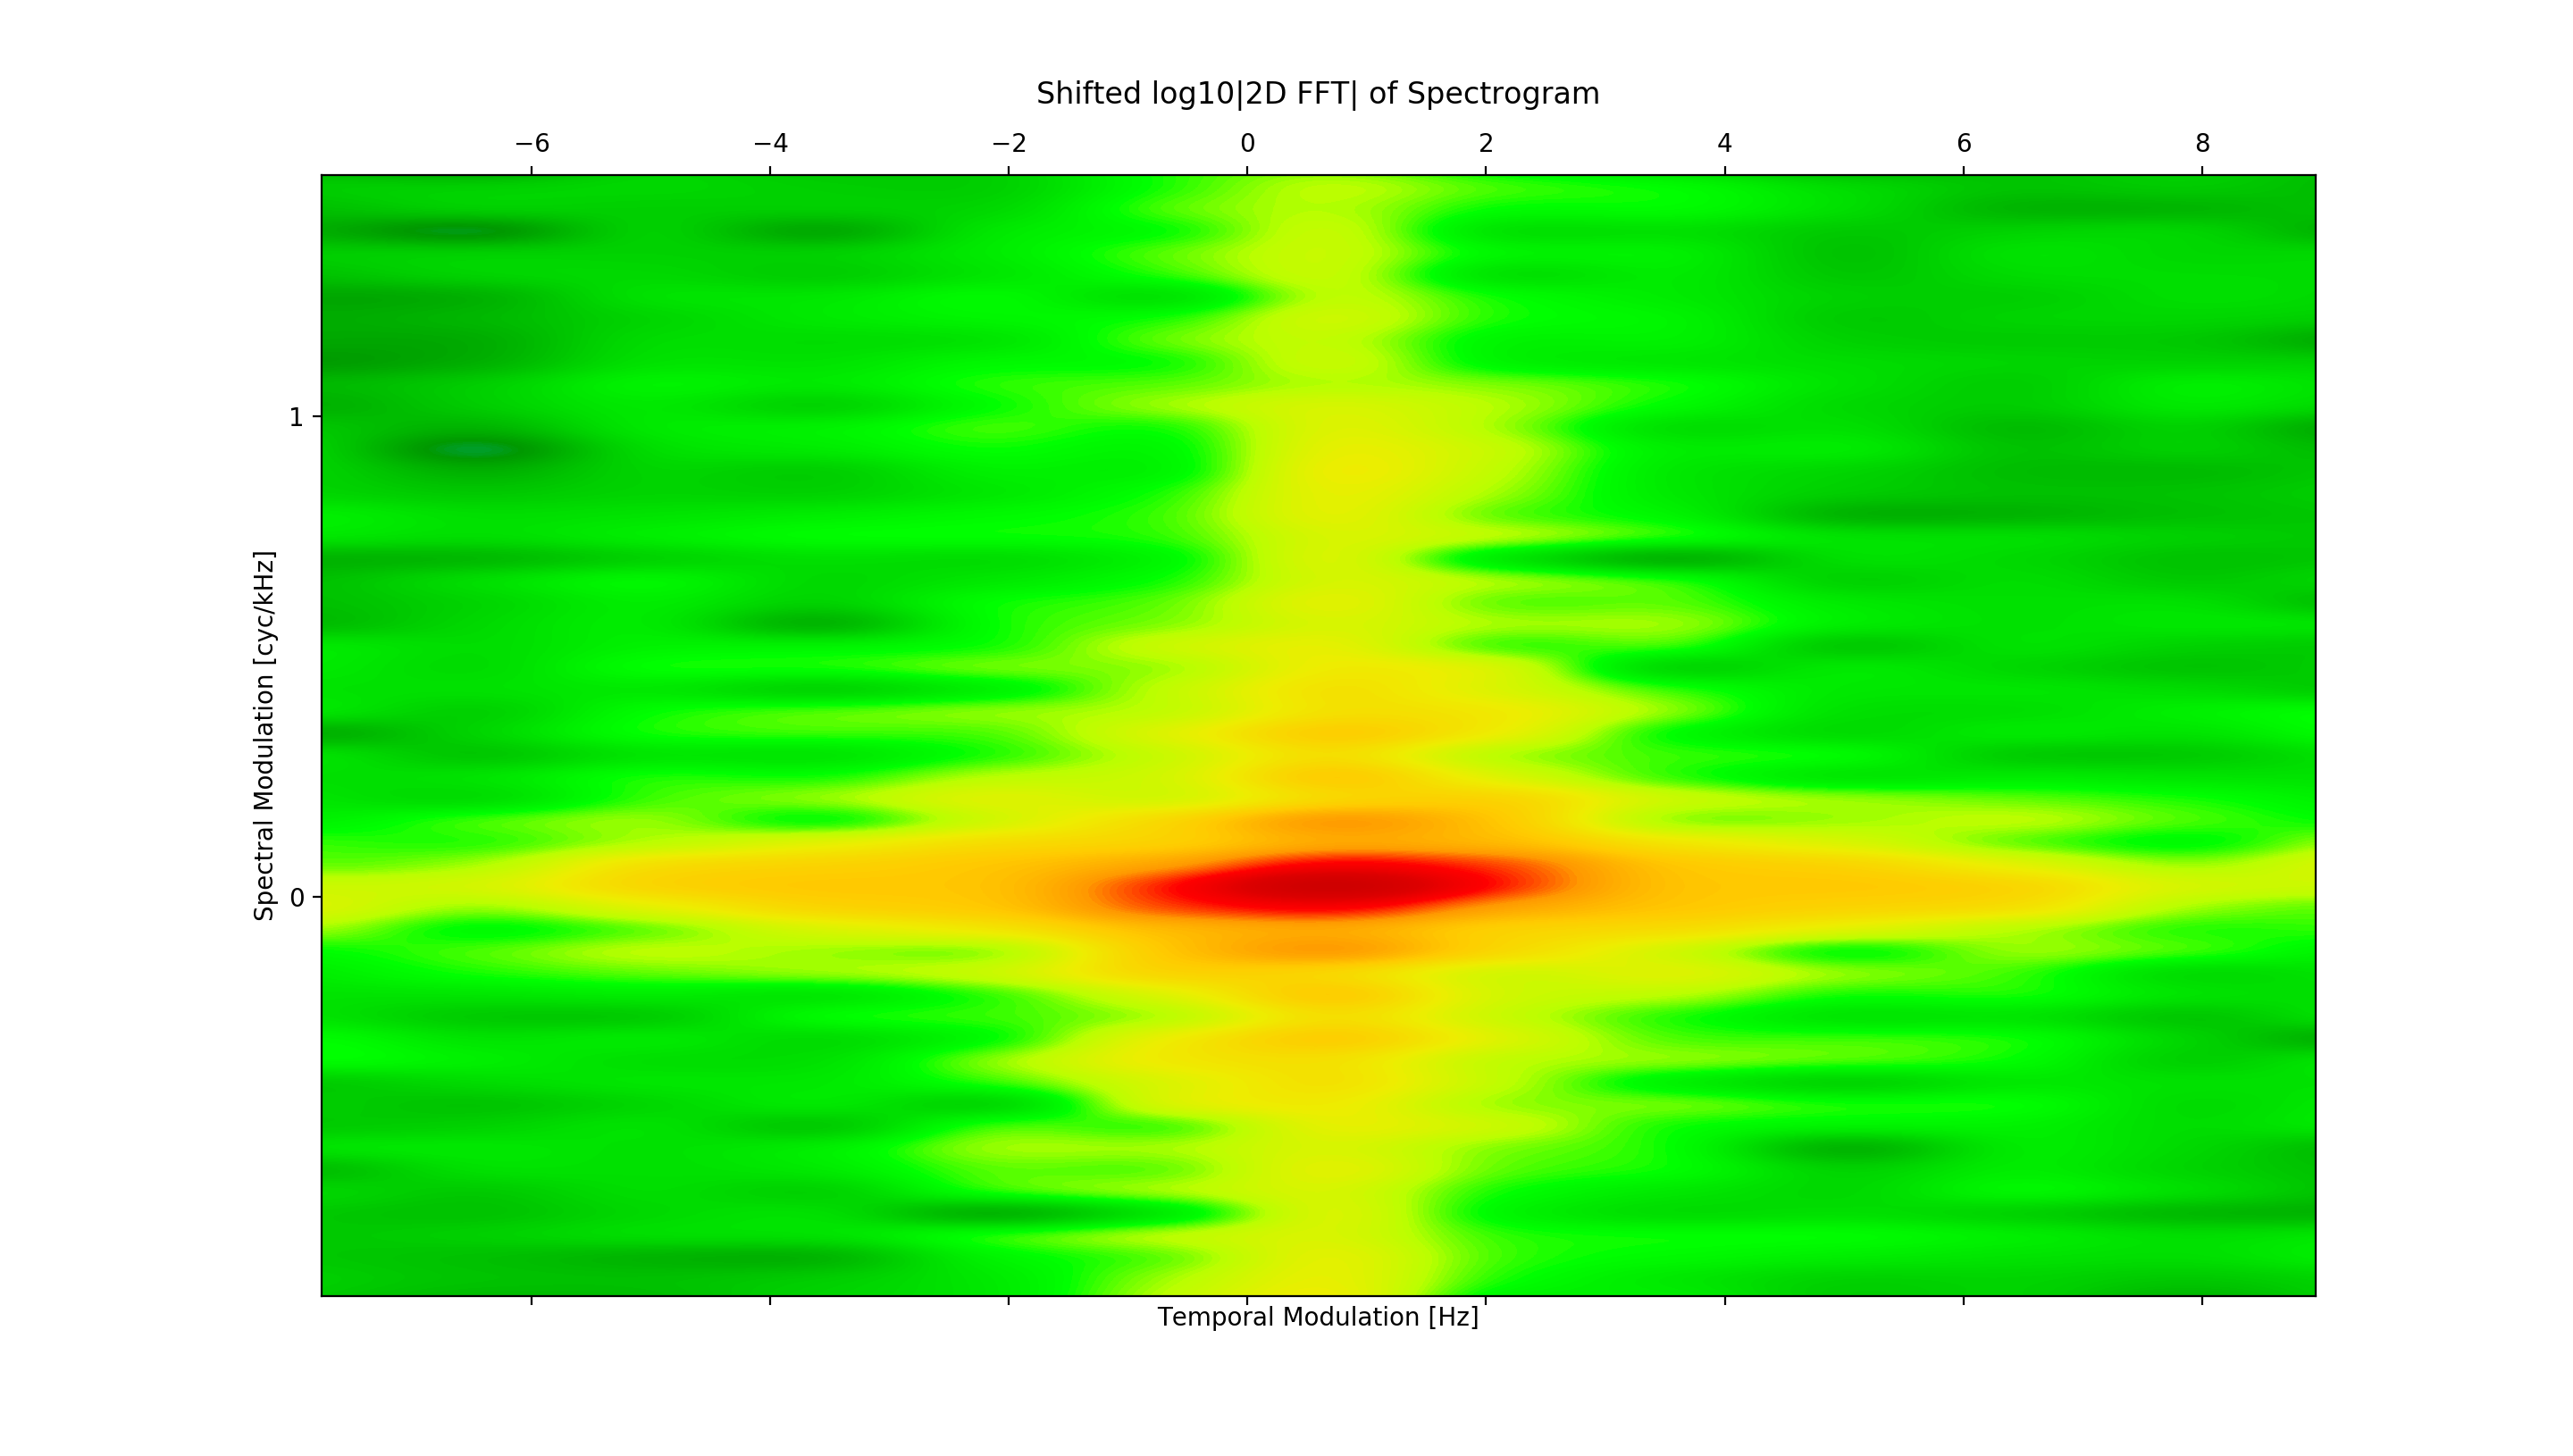 Shifted log10|2D FFT| of Spectrogram
−6 −4 −2 0 2 4 6 8
1
Spectral Modulation [cyc/kHz]
0
Temporal Modulation [Hz]